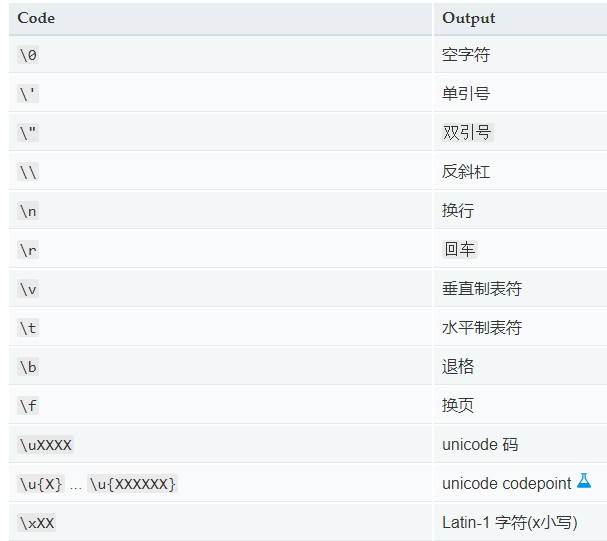 Code Output
\0 空字符
\' 单引号
\" 双引号
\\ 反斜杠
\n 换行
\r 回车
\v 垂直制表符
\t 水平制表符
\b 退格
\f 换页
\uXXXX unicode 码
\u{X} ... \u{XXXXXX} unicode codepoint
\xXX Latin-1 字符(x小写)